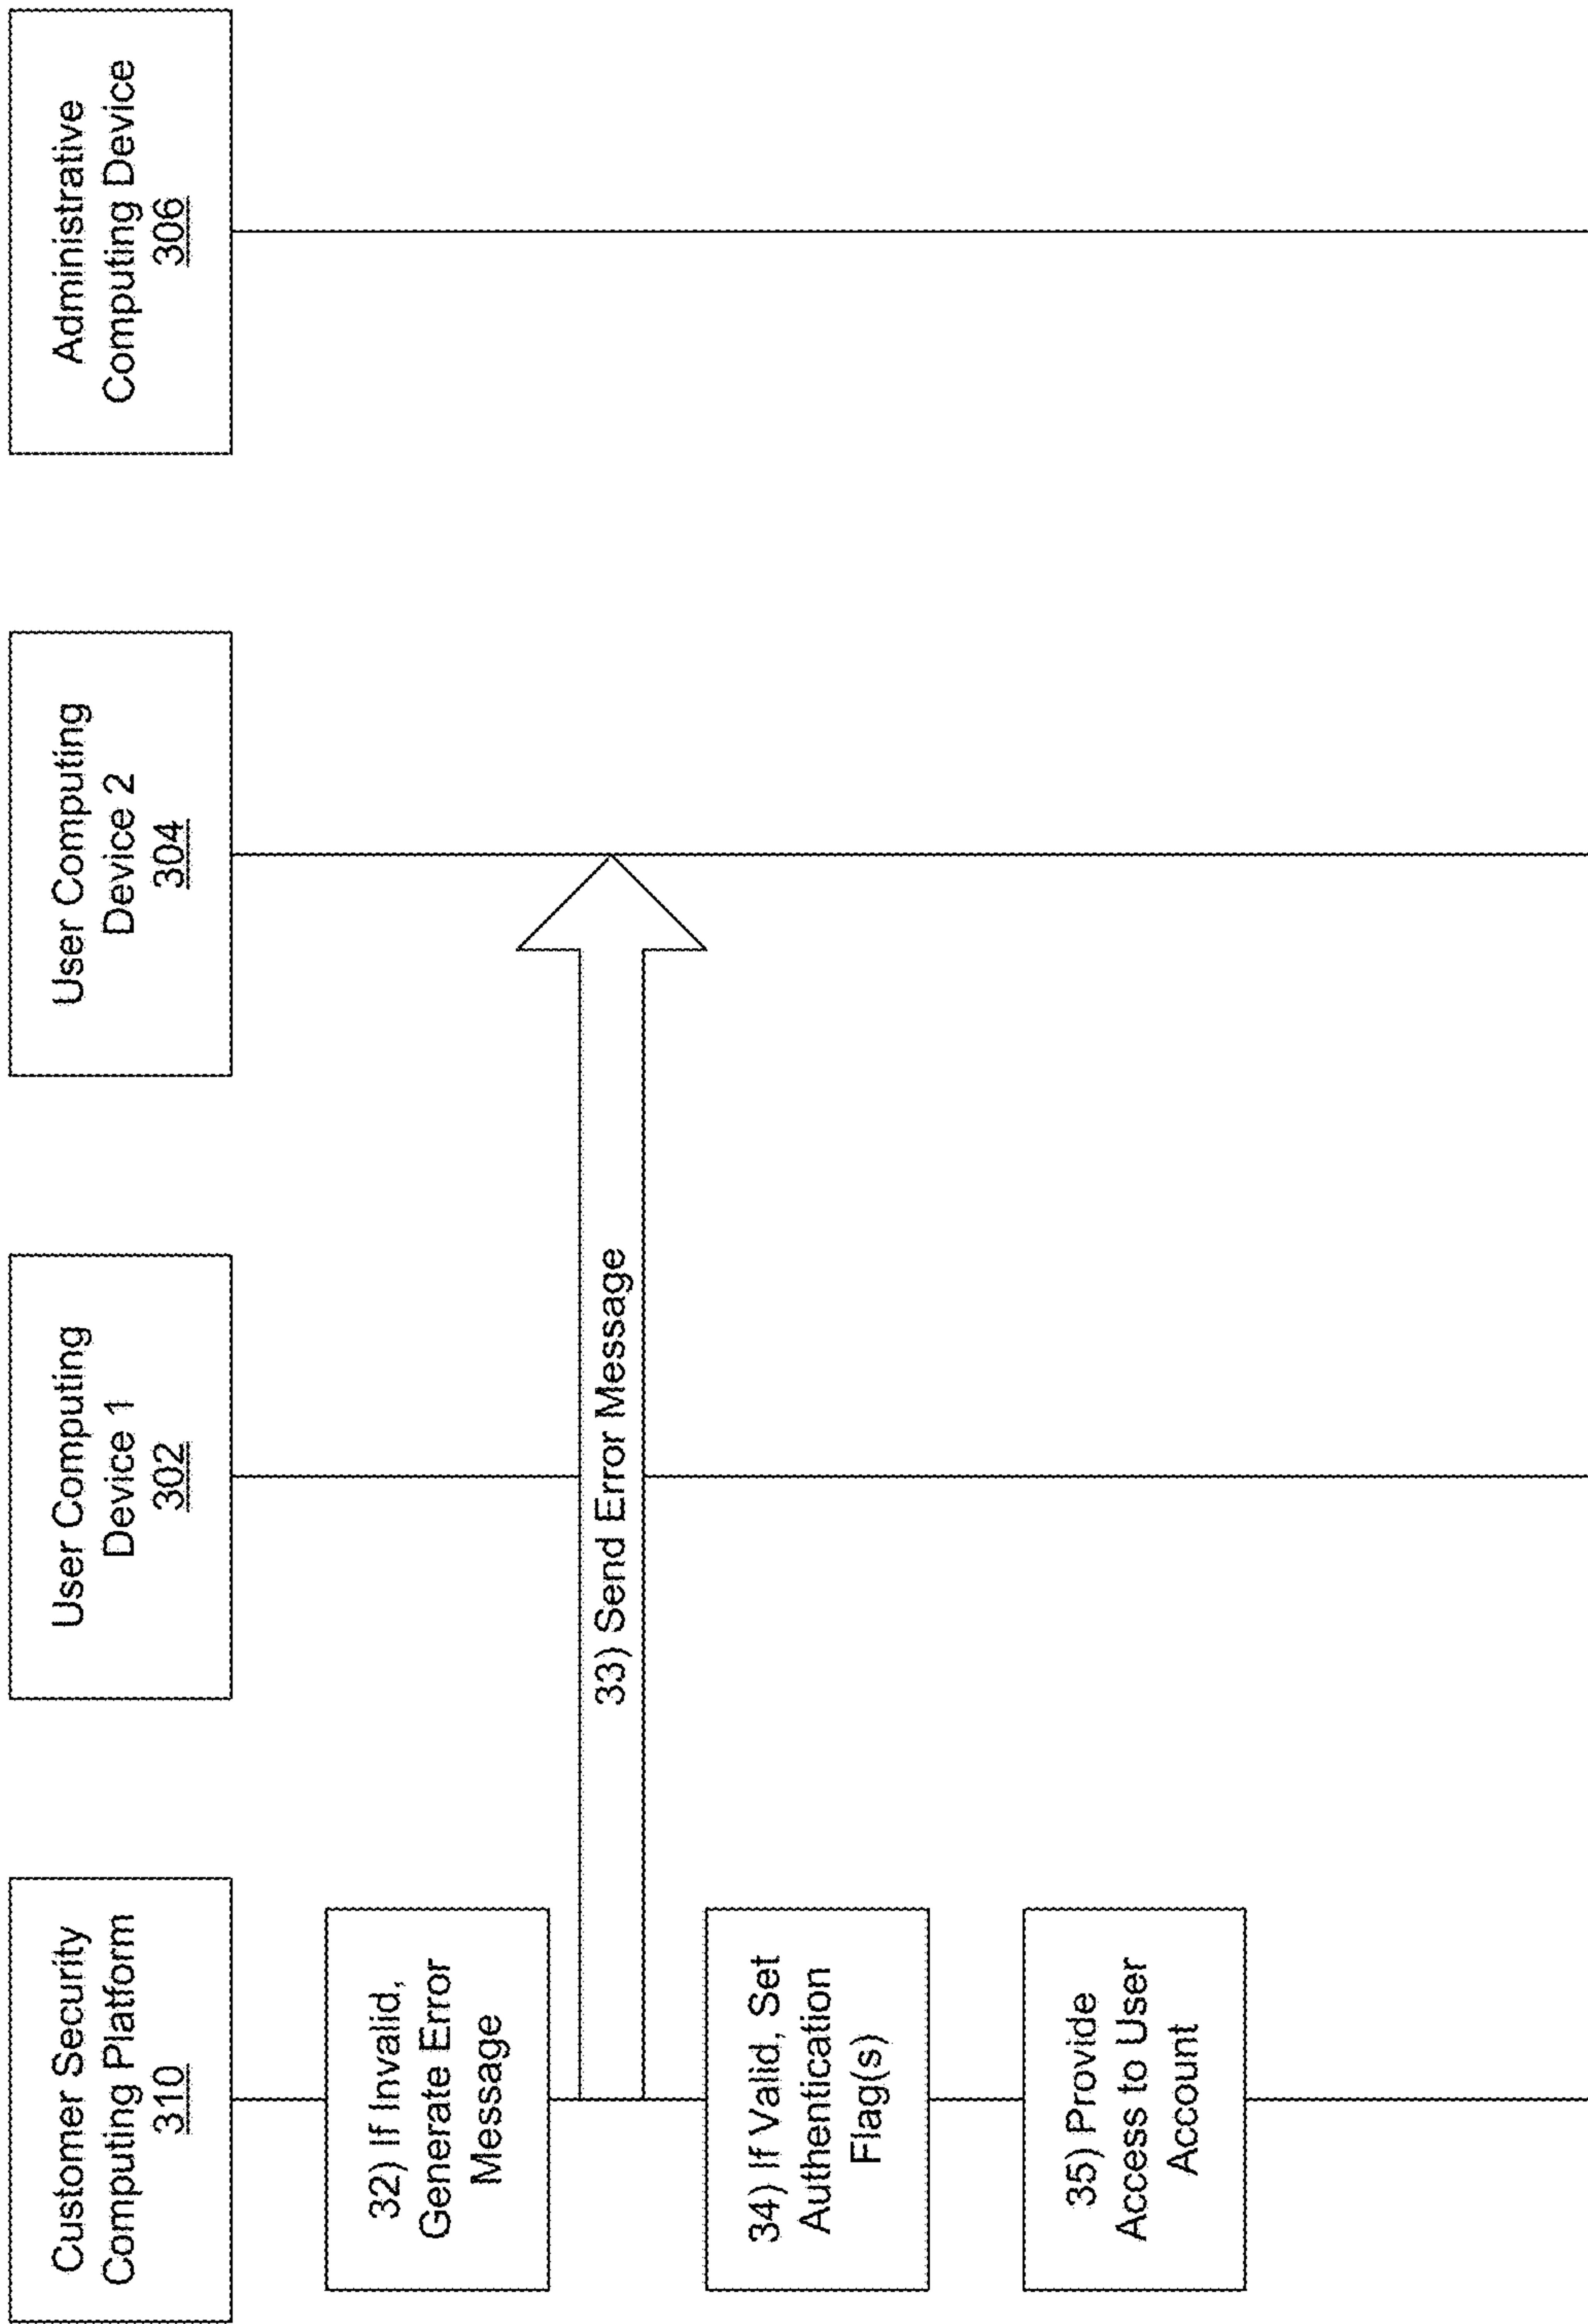 Customer Security
Computing Platform
310
User Computing
Device 1
302
User Computing
Device 2
304
Administrative
Computing Device
306
32) If Invalid,
Generate Error
Message
33) Send Error Message
34) If Valid, Set
Authentication
Flag(s)
35) Provide
Access to User
Account